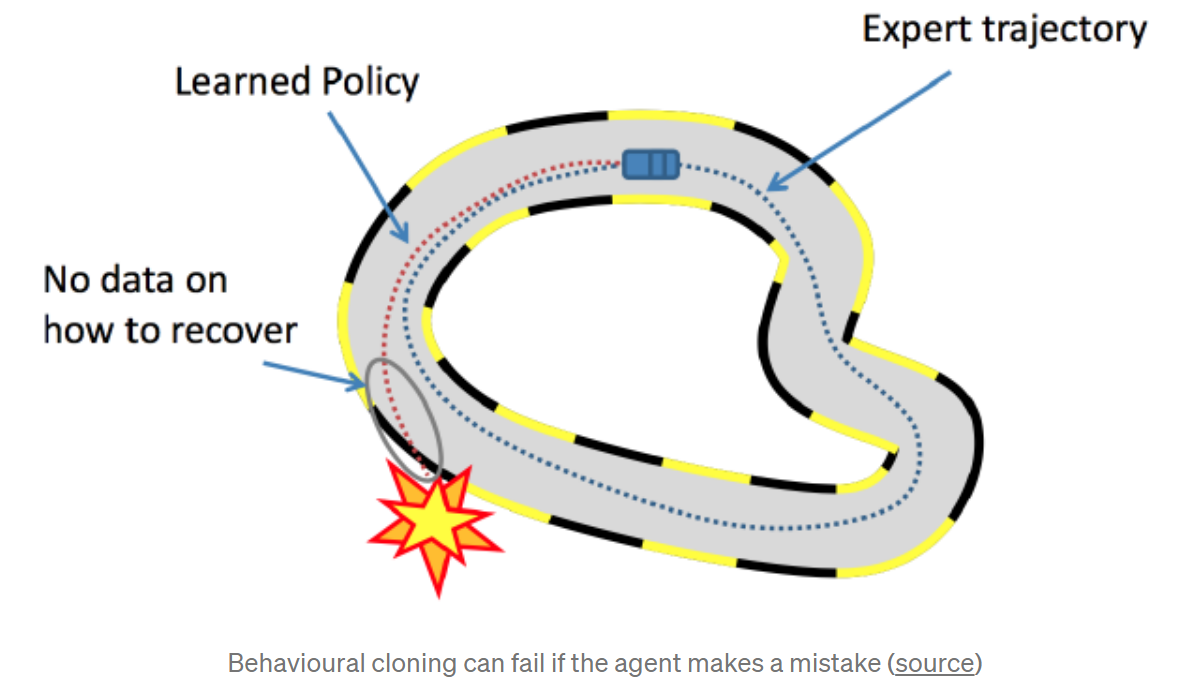 Expert trajectory
Learned Policy
No data on
how to recover
Behavioural cloning can fail if the agent makes a mistake (source)